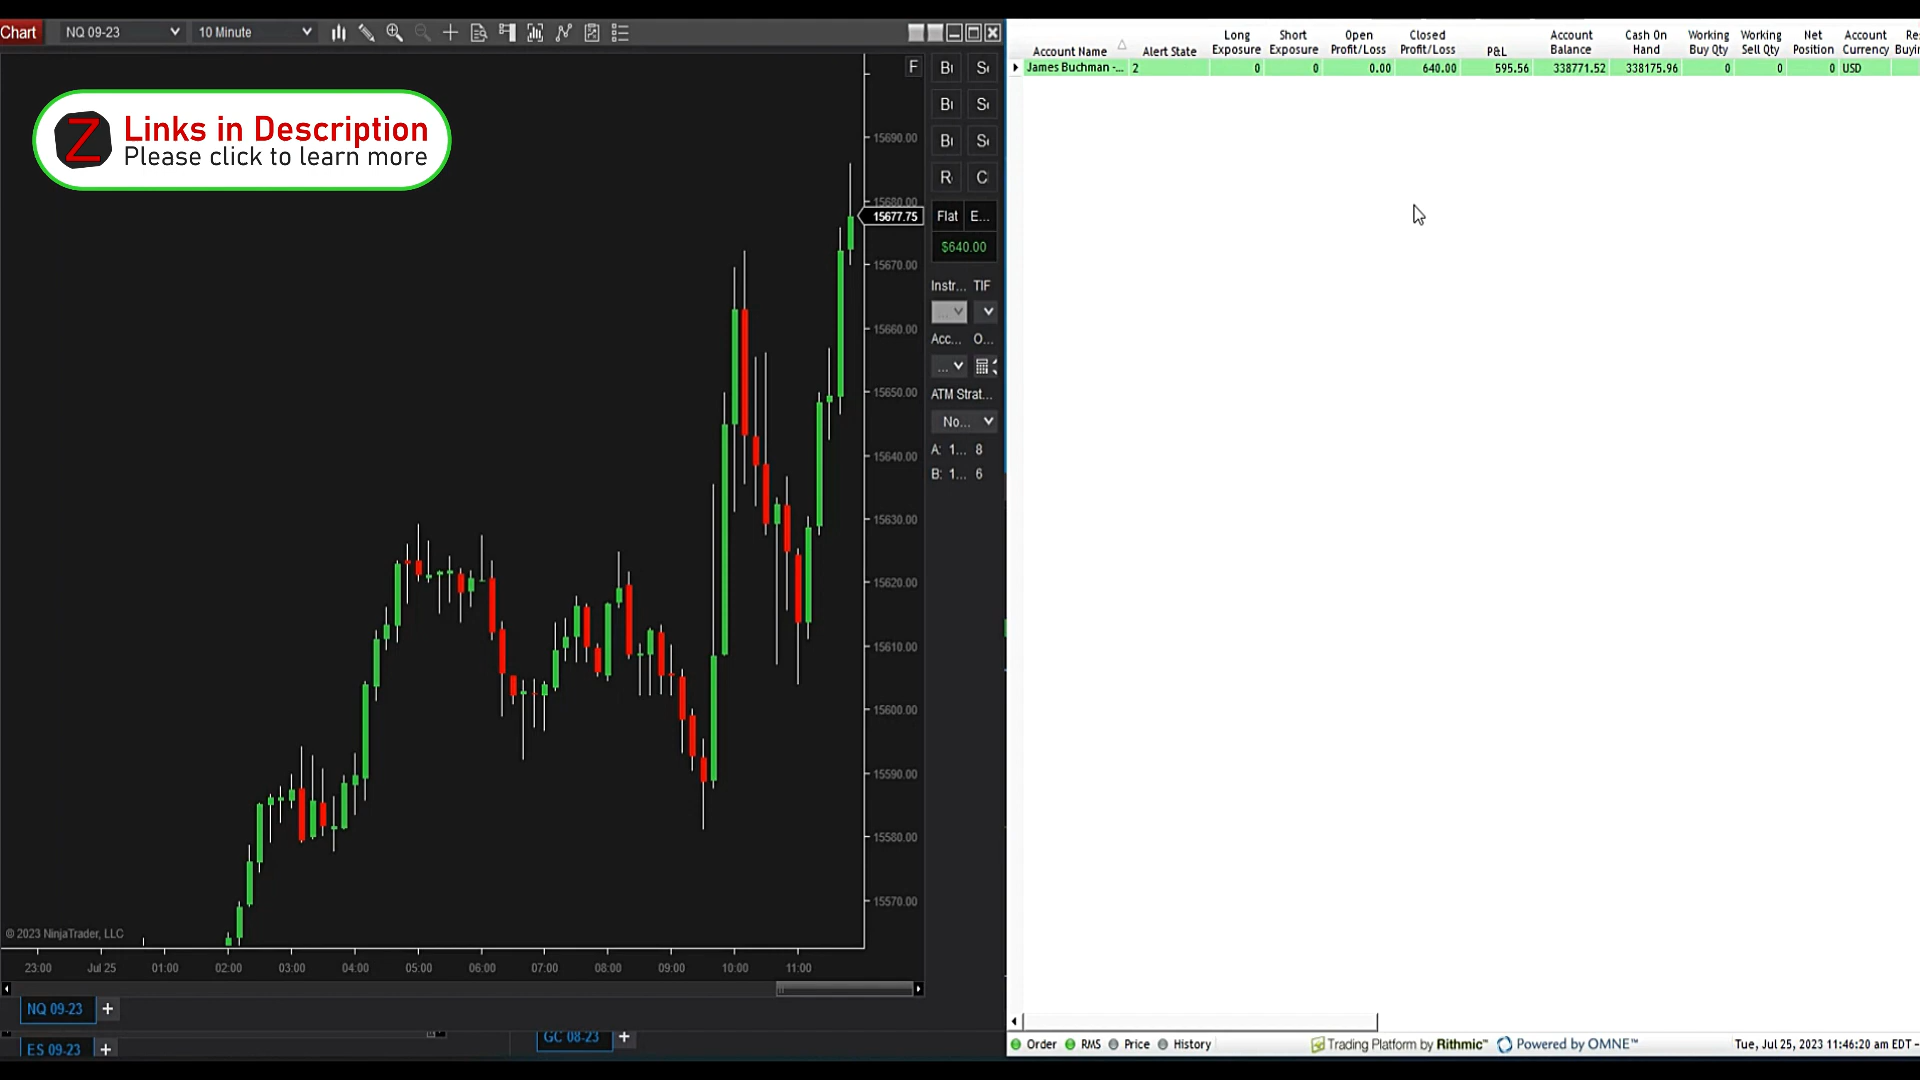 Chart NQ 09-23 10 Minute
Z
Links in Description
Please click to learn more
F
15690.00
15680.00
15677.75
15670.00
15660.00
15650.00
15640.00
15630.00
15620.00
15610.00
15600.00
15590.00
15580.00
15570.00
© 2023 NinjaTrader, LLC
23:00 Jul 25 01:00 02:00 03:00 04:00 05:00 06:00 07:00 08:00 09:00 10:00 11:00
NQ 09-23 +
ES 09-23 +
GC 08-23 +
R C
Flat E...
$640.00
Instr... TIF
...
Acc... O...
...
ATM Strat...
No...
A: 1... 8
B: 1... 6
Account Name Alert State Long Exposure Short Exposure Open Profit/Loss Closed Profit/Loss P&L Account Balance Cash On Hand Working Buy Qty Working Sell Qty Net Position Account Currency
James Buchman -... 2 0 0 0.00 640.00 595.56 338771.52 338175.96 0 0 0 USD
Order RMS Price History Trading Platform by Rithmic™ Powered by OMNE™ Tue, Jul 25, 2023 11:46:20 am EDT -